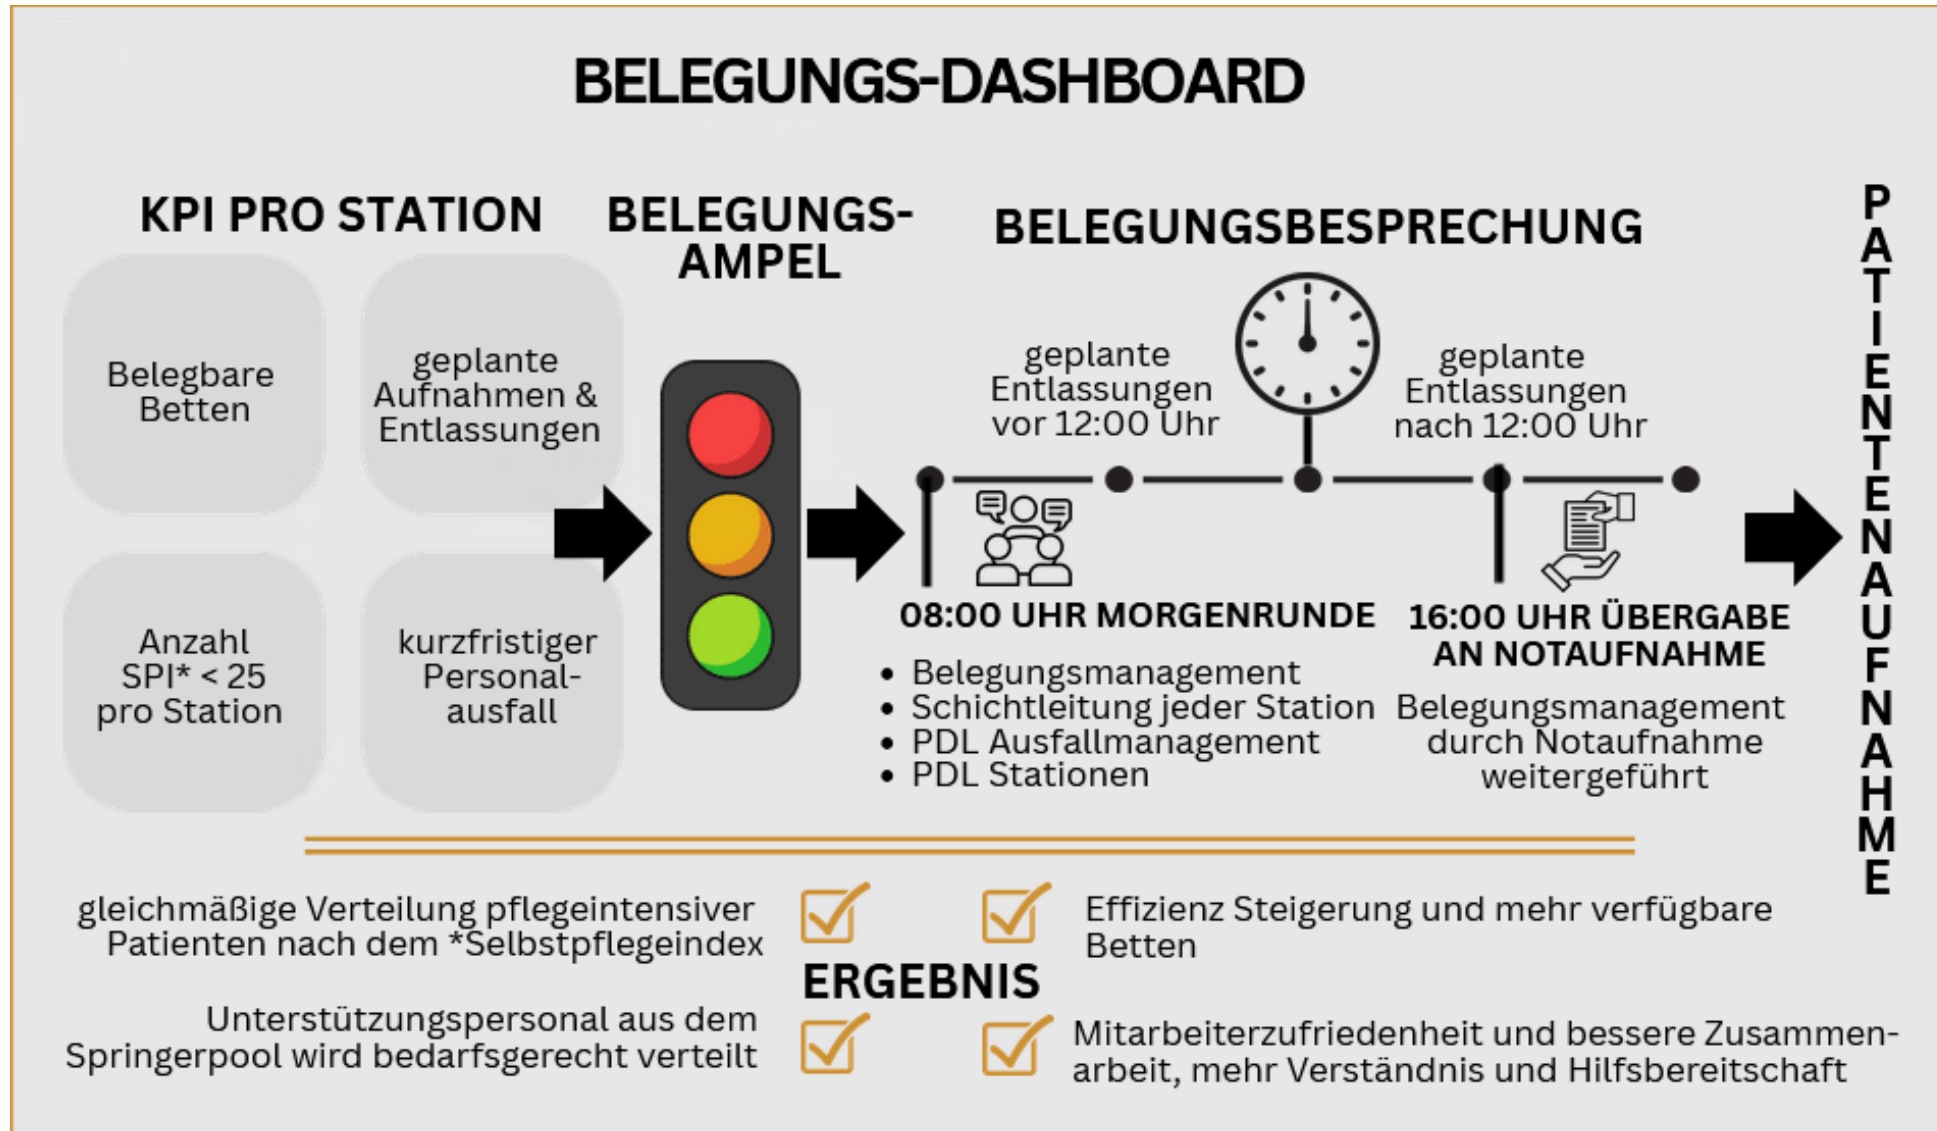 BELEGUNGS-DASHBOARD
KPI PRO STATION
Belegbare
Betten
geplante
Aufnahmen &
Entlassungen
Anzahl
SPI* < 25
pro Station
kurzfristiger
Personal-
ausfall
BELEGUNGS-
AMPEL
BELEGUNGSBESPRECHUNG
geplante
Entlassungen
vor 12:00 Uhr
geplante
Entlassungen
nach 12:00 Uhr
08:00 UHR MORGENRUNDE
• Belegungsmanagement
• Schichtleitung jeder Station
• PDL Ausfallmanagement
• PDL Stationen
16:00 UHR ÜBERGABE
AN NOTAUFNAHME
Belegungsmanagement
durch Notaufnahme
weitergeführt
PATIENTENAUFNAHME
gleichmäßige Verteilung pflegeintensiver
Patienten nach dem *Selbstpflegeindex
Effizienz Steigerung und mehr verfügbare
Betten
ERGEBNIS
Unterstützungspersonal aus dem
Springerpool wird bedarfsgerecht verteilt
Mitarbeiterzufriedenheit und bessere Zusammen-
arbeit, mehr Verständnis und Hilfsbereitschaft